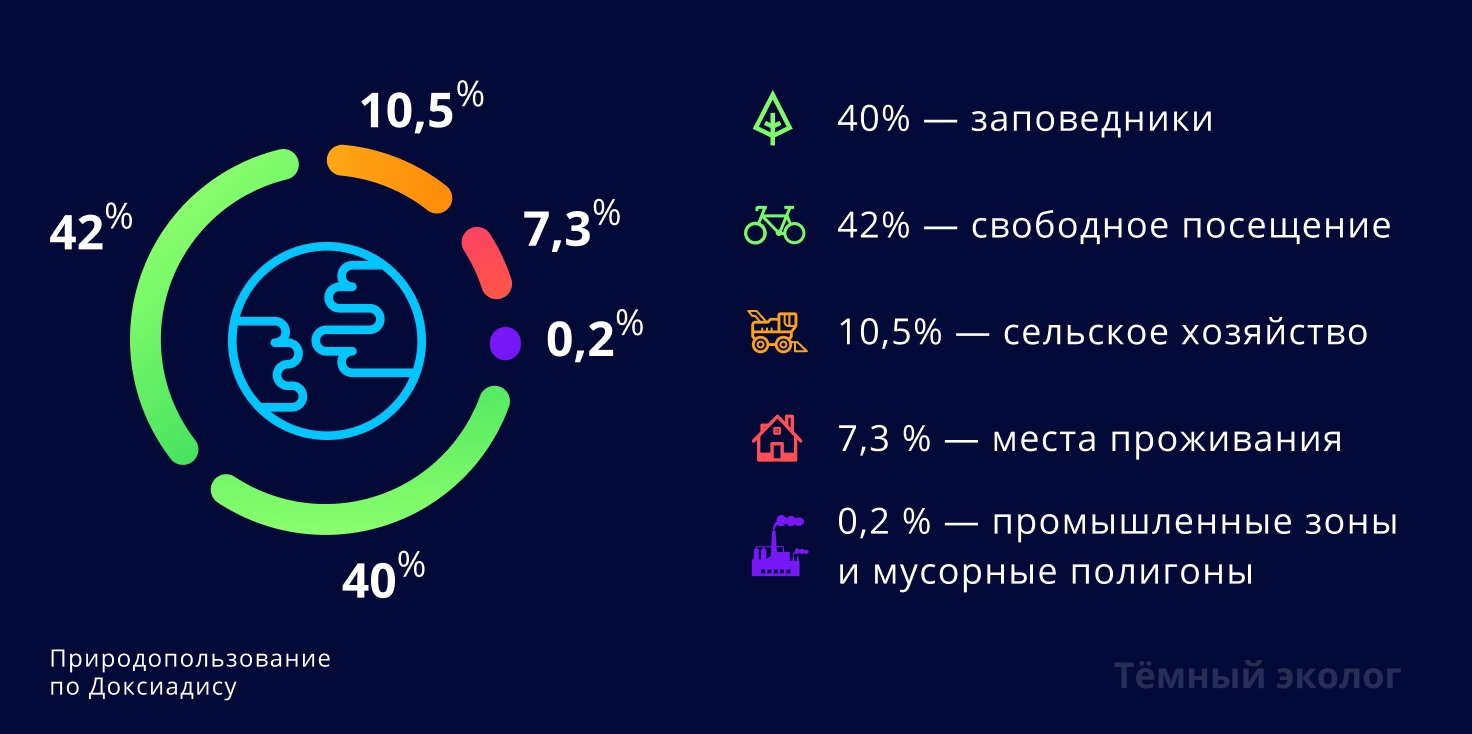 10,5%
42%
7,3%
0,2%
40%
40% — заповедники
42% — свободное посещение
10,5% — сельское хозяйство
7,3 % — места проживания
0,2 % — промышленные зоны
и мусорные полигоны
Природопользование
по Доксиадису
Тёмный эколог